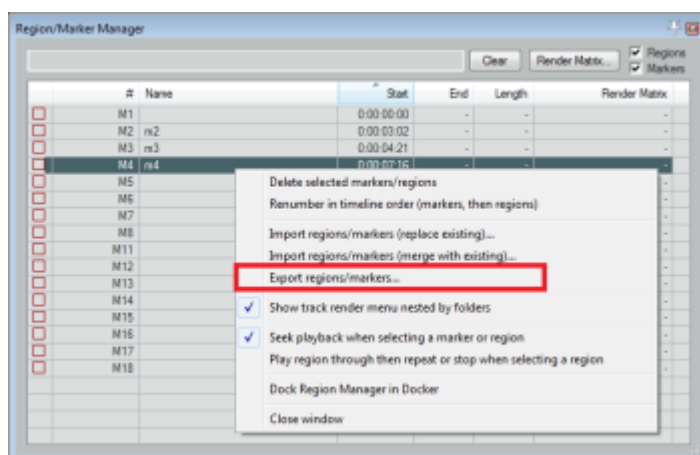 Region/Marker Manager
Clear Render Matrix... Regions
Markers
# Name Start End Length Render Matrix
M1 0:00:00:00 - - -
M2 m2 0:00:03:02 - - -
M3 m3 0:00:04:21 - - -
M4 m4 0:00:07:16 - - -
M5 -
M6 -
M7 -
M8 -
M11 -
M12 -
M13 -
M14 -
M15 -
M16 -
M17 -
M18 -
Delete selected markers/regions
Renumber in timeline order (markers, then regions)
Import regions/markers (replace existing)...
Import regions/markers (merge with existing)...
Export regions/markers...
Show track render menu nested by folders
Seek playback when selecting a marker or region
Play region through then repeat or stop when selecting a region
Dock Region Manager in Docker
Close window